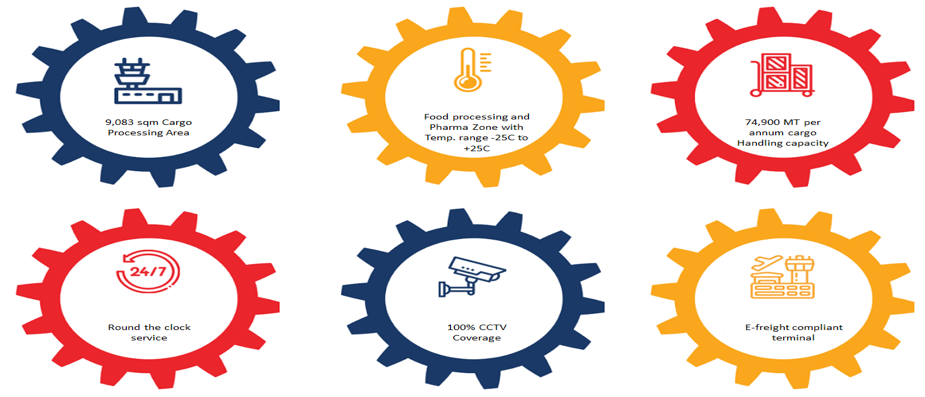 9,083 sqm Cargo
Processing Area
Food processing and
Pharma Zone with
Temp. range -25C to
+25C
74,900 MT per
annum cargo
Handling capacity
24/7
Round the clock
service
100% CCTV
Coverage
E-freight compliant
terminal